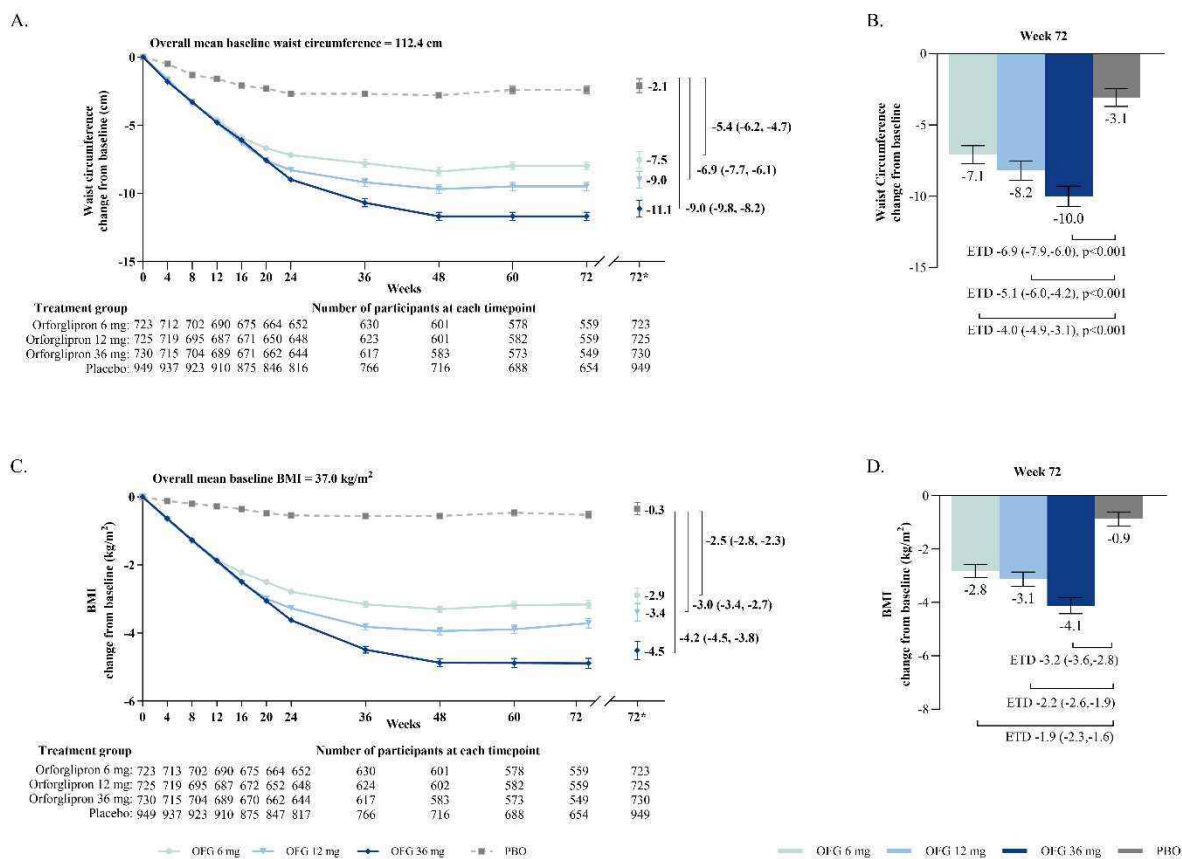 A.
Overall mean baseline waist circumference = 112.4 cm
Waist Circumference
change from baseline (cm)
0
-5
-10
-15
0 4 8 12 16 20 24 36 48 60 72 72*
Weeks
-2.1
-7.5
-9.0
-11.1
-5.4 (-6.2, -4.7)
-6.9 (-7.7, -6.1)
-9.0 (-9.8, -8.2)
Treatment group Number of participants at each timepoint
Orforglipron 6 mg: 723 712 702 690 675 664 652 630 601 578 559 723
Orforglipron 12 mg: 725 719 695 687 671 650 648 623 601 582 559 725
Orforglipron 36 mg: 730 715 704 689 671 662 644 617 583 573 549 730
Placebo: 949 937 923 910 875 846 816 766 716 688 654 949
B.
Week 72
Waist Circumference
change from baseline
0
-5
-10
-15
-7.1
-8.2
-10.0
-3.1
ETD -6.9 (-7.9, -6.0), p<0.001
ETD -5.1 (-6.0,-4.2), p<0.001
ETD -4.0 (-4.9,-3.1), p<0.001
C.
Overall mean baseline BMI = 37.0 kg/m²
BMI
change from baseline (kg/m²)
0
-2
-4
-6
0 4 8 12 16 20 24 36 48 60 72 72*
Weeks
-0.3
-2.9
-3.4
-4.5
-2.5 (-2.8, -2.3)
-3.0 (-3.4, -2.7)
-4.2 (-4.5, -3.8)
Treatment group Number of participants at each timepoint
Orforglipron 6 mg: 723 713 702 690 675 664 652 630 601 578 559 723
Orforglipron 12 mg: 725 719 695 687 672 652 648 624 602 582 559 725
Orforglipron 36 mg: 730 715 704 689 670 662 644 617 583 573 549 730
Placebo: 949 937 923 910 875 847 817 766 716 688 654 949
OFG 6 mg OFG 12 mg OFG 36 mg PBO
D.
Week 72
BMI
change from baseline (kg/m²)
0
-2
-4
-6
-8
-2.8
-3.1
-4.1
-0.9
ETD -3.2 (-3.6,-2.8)
ETD -2.2 (-2.6,-1.9)
ETD -1.9 (-2.3,-1.6)
OFG 6 mg OFG 12 mg OFG 36 mg PBO